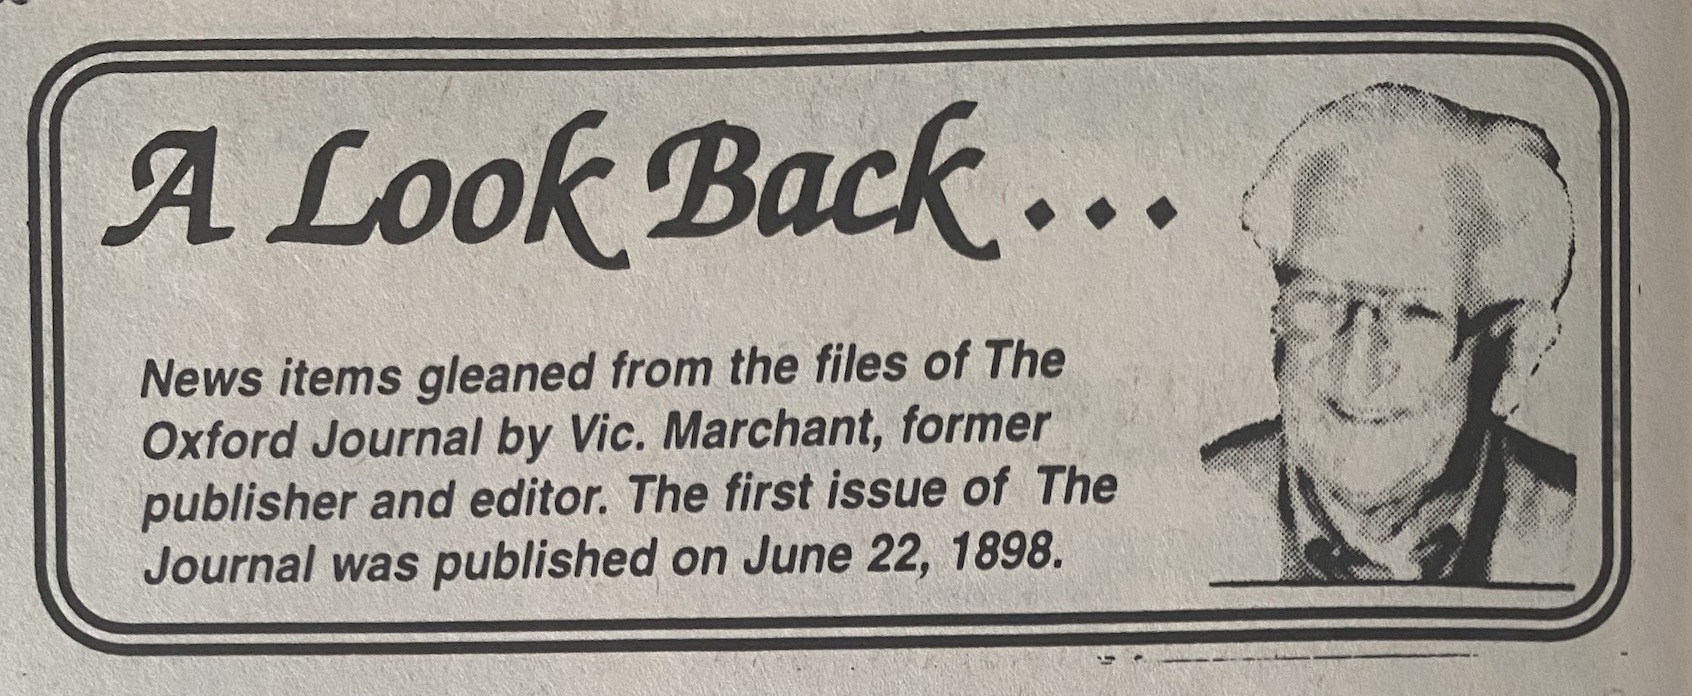 A Look Back...
News items gleaned from the files of The
Oxford Journal by Vic. Marchant, former
publisher and editor. The first issue of The
Journal was published on June 22, 1898.